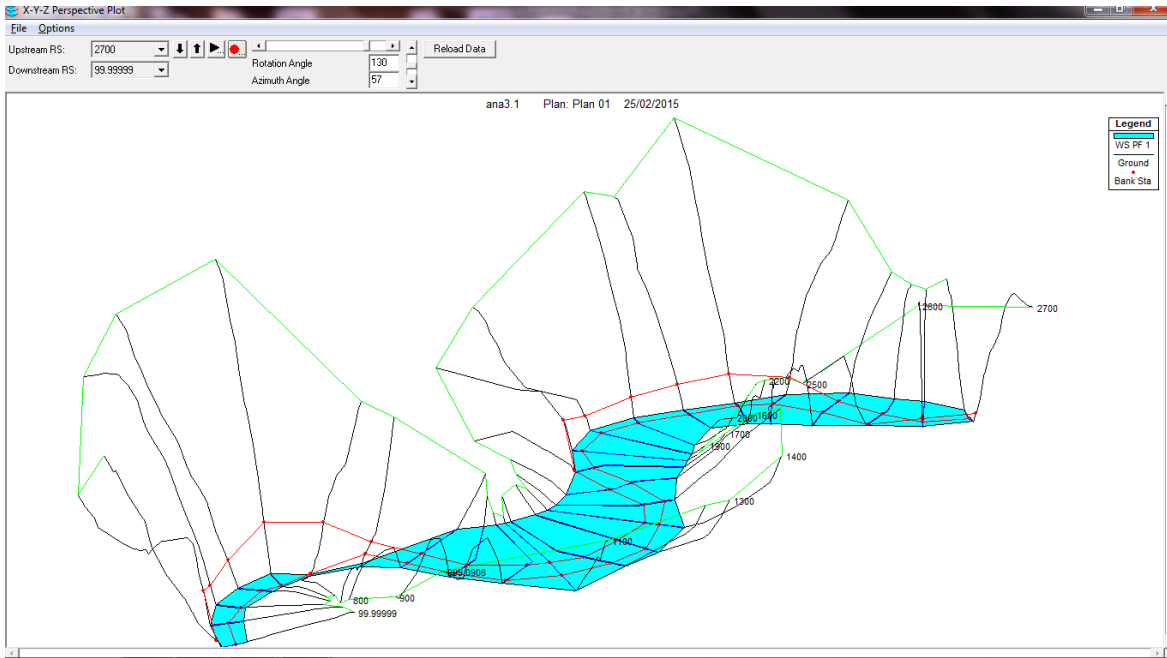 X-Y-Z Perspective Plot
File Options
Upstream RS: 2700
Downstream RS: 99.99999
Rotation Angle 130
Azimuth Angle 57
Reload Data
ana3.1 Plan: Plan 01 25/02/2015
Legend
WS PF 1
Ground
Bank Sta
2700
2600
2200
2500
1600
1700
1900
1400
1300
1100
900
800
99.99999